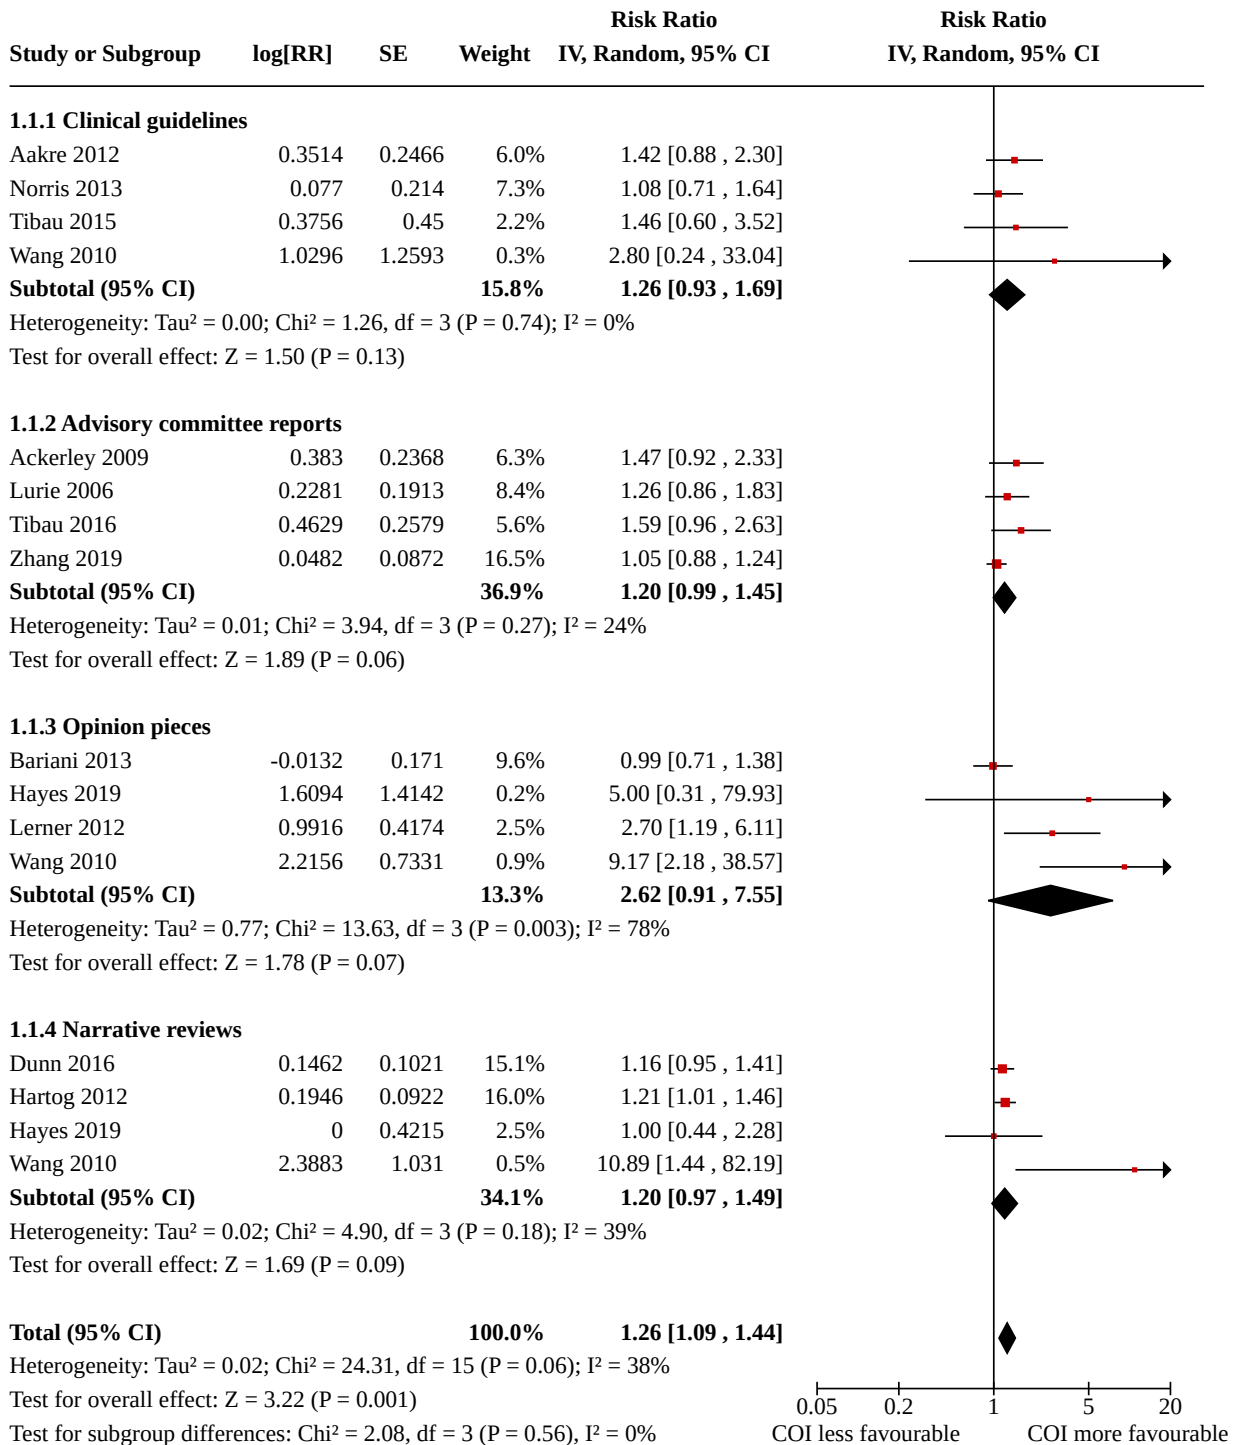 Risk Ratio Risk Ratio
Study or Subgroup log[RR] SE Weight IV, Random, 95% CI IV, Random, 95% CI
1.1.1 Clinical guidelines
Aakre 2012 0.3514 0.2466 6.0% 1.42 [0.88 , 2.30]
Norris 2013 0.077 0.214 7.3% 1.08 [0.71 , 1.64]
Tibau 2015 0.3756 0.45 2.2% 1.46 [0.60 , 3.52]
Wang 2010 1.0296 1.2593 0.3% 2.80 [0.24 , 33.04]
Subtotal (95% CI) 15.8% 1.26 [0.93 , 1.69]
Heterogeneity: Tau² = 0.00; Chi² = 1.26, df = 3 (P = 0.74); I² = 0%
Test for overall effect: Z = 1.50 (P = 0.13)
1.1.2 Advisory committee reports
Ackerley 2009 0.383 0.2368 6.3% 1.47 [0.92 , 2.33]
Lurie 2006 0.2281 0.1913 8.4% 1.26 [0.86 , 1.83]
Tibau 2016 0.4629 0.2579 5.6% 1.59 [0.96 , 2.63]
Zhang 2019 0.0482 0.0872 16.5% 1.05 [0.88 , 1.24]
Subtotal (95% CI) 36.9% 1.20 [0.99 , 1.45]
Heterogeneity: Tau² = 0.01; Chi² = 3.94, df = 3 (P = 0.27); I² = 24%
Test for overall effect: Z = 1.89 (P = 0.06)
1.1.3 Opinion pieces
Bariani 2013 -0.0132 0.171 9.6% 0.99 [0.71 , 1.38]
Hayes 2019 1.6094 1.4142 0.2% 5.00 [0.31 , 79.93]
Lerner 2012 0.9916 0.4174 2.5% 2.70 [1.19 , 6.11]
Wang 2010 2.2156 0.7331 0.9% 9.17 [2.18 , 38.57]
Subtotal (95% CI) 13.3% 2.62 [0.91 , 7.55]
Heterogeneity: Tau² = 0.77; Chi² = 13.63, df = 3 (P = 0.003); I² = 78%
Test for overall effect: Z = 1.78 (P = 0.07)
1.1.4 Narrative reviews
Dunn 2016 0.1462 0.1021 15.1% 1.16 [0.95 , 1.41]
Hartog 2012 0.1946 0.0922 16.0% 1.21 [1.01 , 1.46]
Hayes 2019 0 0.4215 2.5% 1.00 [0.44 , 2.28]
Wang 2010 2.3883 1.031 0.5% 10.89 [1.44 , 82.19]
Subtotal (95% CI) 34.1% 1.20 [0.97 , 1.49]
Heterogeneity: Tau² = 0.02; Chi² = 4.90, df = 3 (P = 0.18); I² = 39%
Test for overall effect: Z = 1.69 (P = 0.09)
Total (95% CI) 100.0% 1.26 [1.09 , 1.44]
Heterogeneity: Tau² = 0.02; Chi² = 24.31, df = 15 (P = 0.06); I² = 38%
Test for overall effect: Z = 3.22 (P = 0.001) 0.05 0.2 1 5 20
Test for subgroup differences: Chi² = 2.08, df = 3 (P = 0.56), I² = 0% COI less favourable COI more favourable